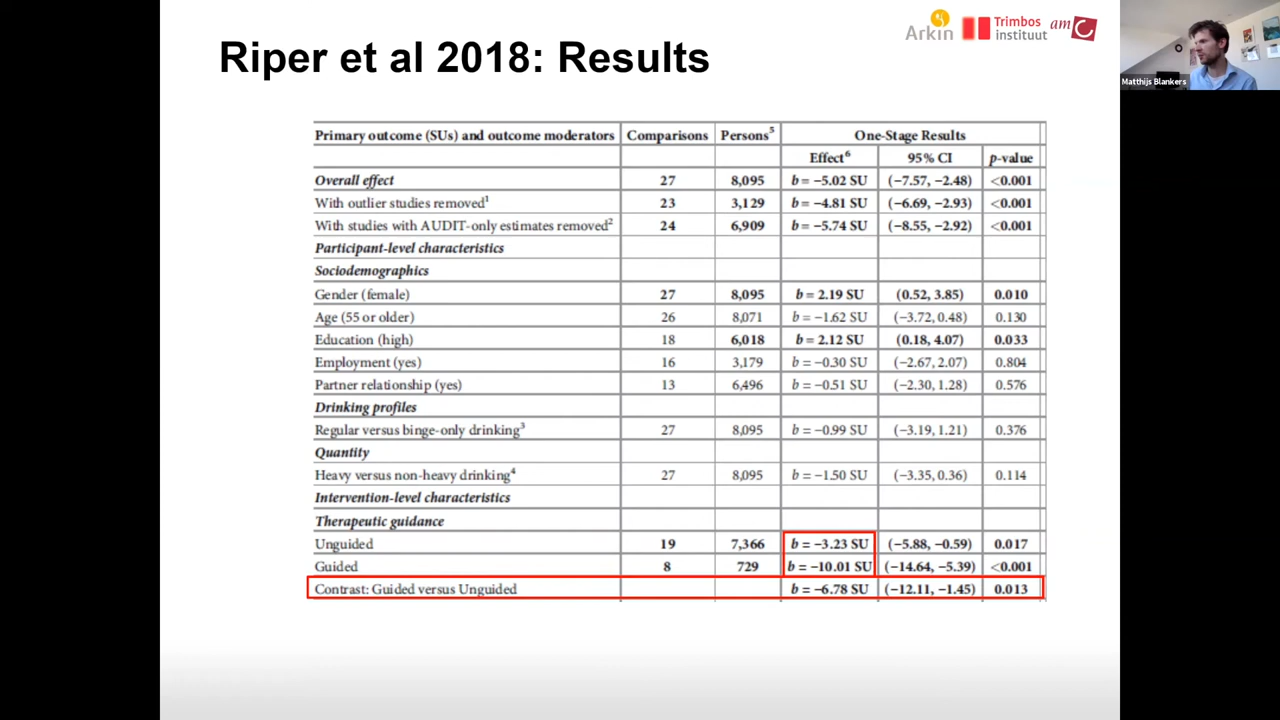 Arkin
Trimbos
instituut
amc
Riper et al 2018: Results
Matthijs Blankers
Primary outcome (SUs) and outcome moderators Comparisons Persons⁵ One-Stage Results
Effect⁶ 95% CI p-value
Overall effect 27 8,095 b = −5.02 SU (−7.57, −2.48) <0.001
With outlier studies removed¹ 23 3,129 b = −4.81 SU (−6.69, −2.93) <0.001
With studies with AUDIT-only estimates removed² 24 6,909 b = −5.74 SU (−8.55, −2.92) <0.001
Participant-level characteristics
Sociodemographics
Gender (female) 27 8,095 b = 2.19 SU (0.52, 3.85) 0.010
Age (55 or older) 26 8,071 b = −1.62 SU (−3.72, 0.48) 0.130
Education (high) 18 6,018 b = 2.12 SU (0.18, 4.07) 0.033
Employment (yes) 16 3,179 b = −0.30 SU (−2.67, 2.07) 0.804
Partner relationship (yes) 13 6,496 b = −0.51 SU (−2.30, 1.28) 0.576
Drinking profiles
Regular versus binge-only drinking³ 27 8,095 b = −0.99 SU (−3.19, 1.21) 0.376
Quantity
Heavy versus non-heavy drinking⁴ 27 8,095 b = −1.50 SU (−3.35, 0.36) 0.114
Intervention-level characteristics
Therapeutic guidance
Unguided 19 7,366 b = −3.23 SU (−5.88, −0.59) 0.017
Guided 8 729 b = −10.01 SU (−14.64, −5.39) <0.001
Contrast: Guided versus Unguided b = −6.78 SU (−12.11, −1.45) 0.013